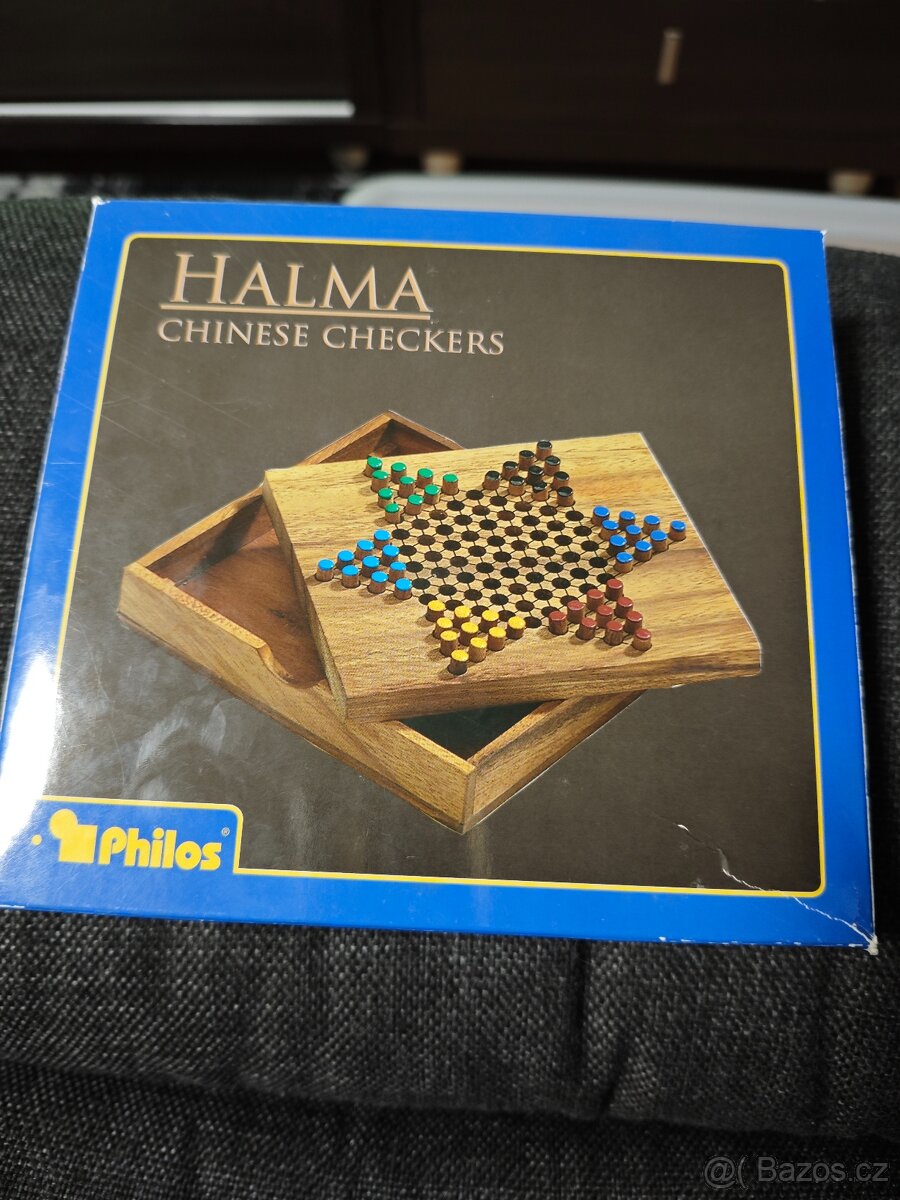 HALMA
CHINESE CHECKERS
Philos®
@( Bazos.cz